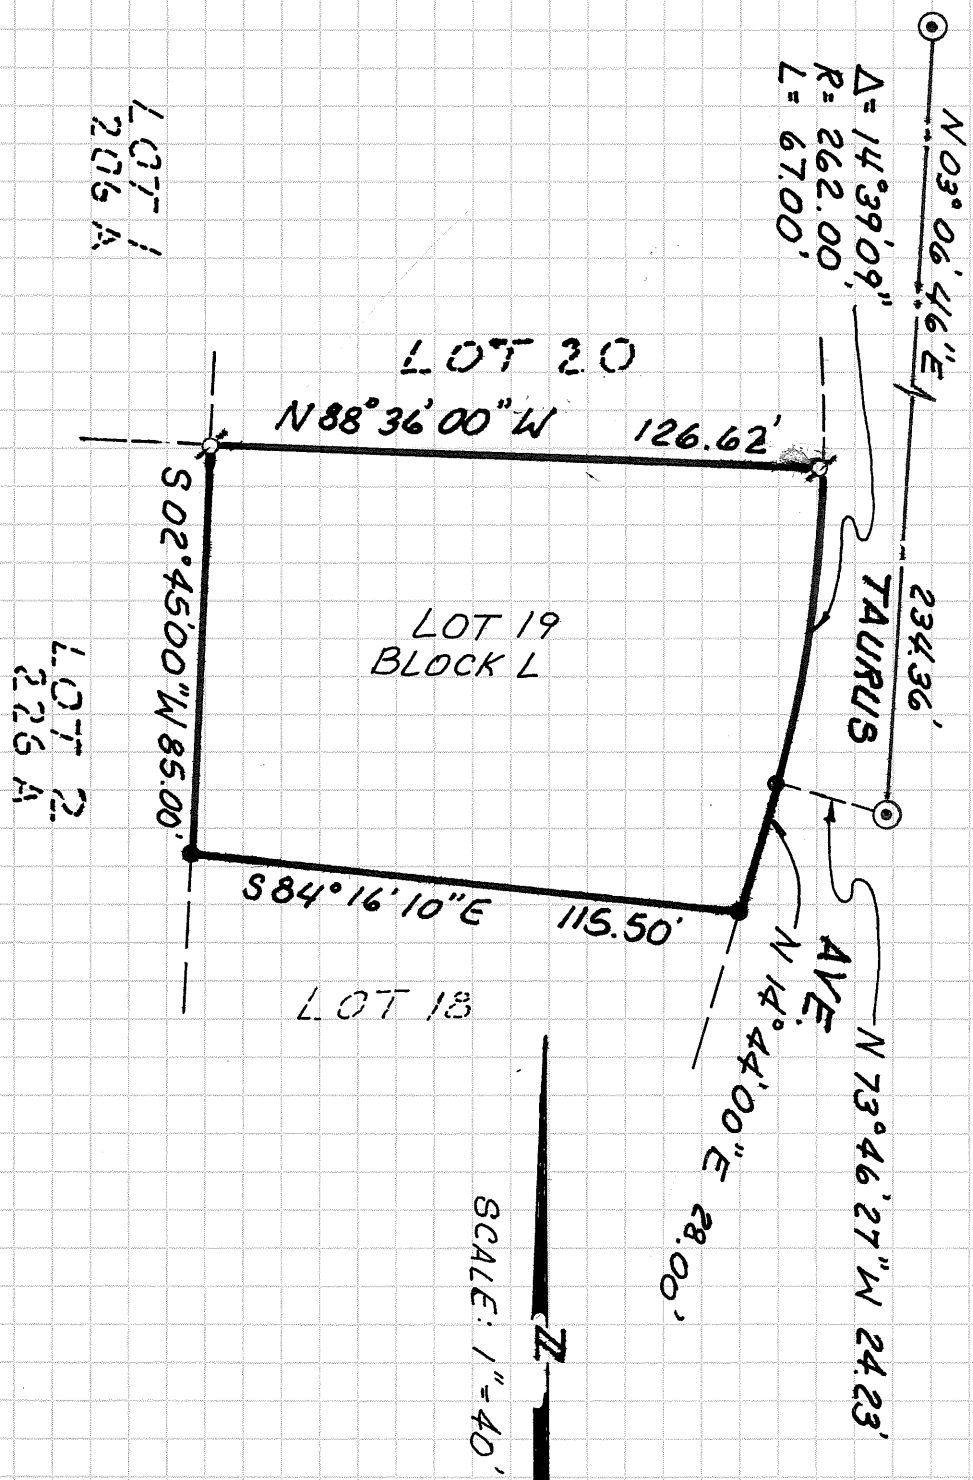 N 03° 06' 46" E
234.36'
Δ= 14°39'09"
R= 262.00'
L= 67.00'
LOT 1
206 A
LOT 20
N 88° 36' 00" W 126.62'
S 02° 45' 00" W 85.00'
LOT 19
BLOCK L
TAURUS
AVE.
LOT 2
226 A
S 84° 16' 10" E 115.50'
LOT 18
N 14° 44' 00" E 28.00'
N 73° 46' 27" W 24.23'
N
SCALE: 1"=40'